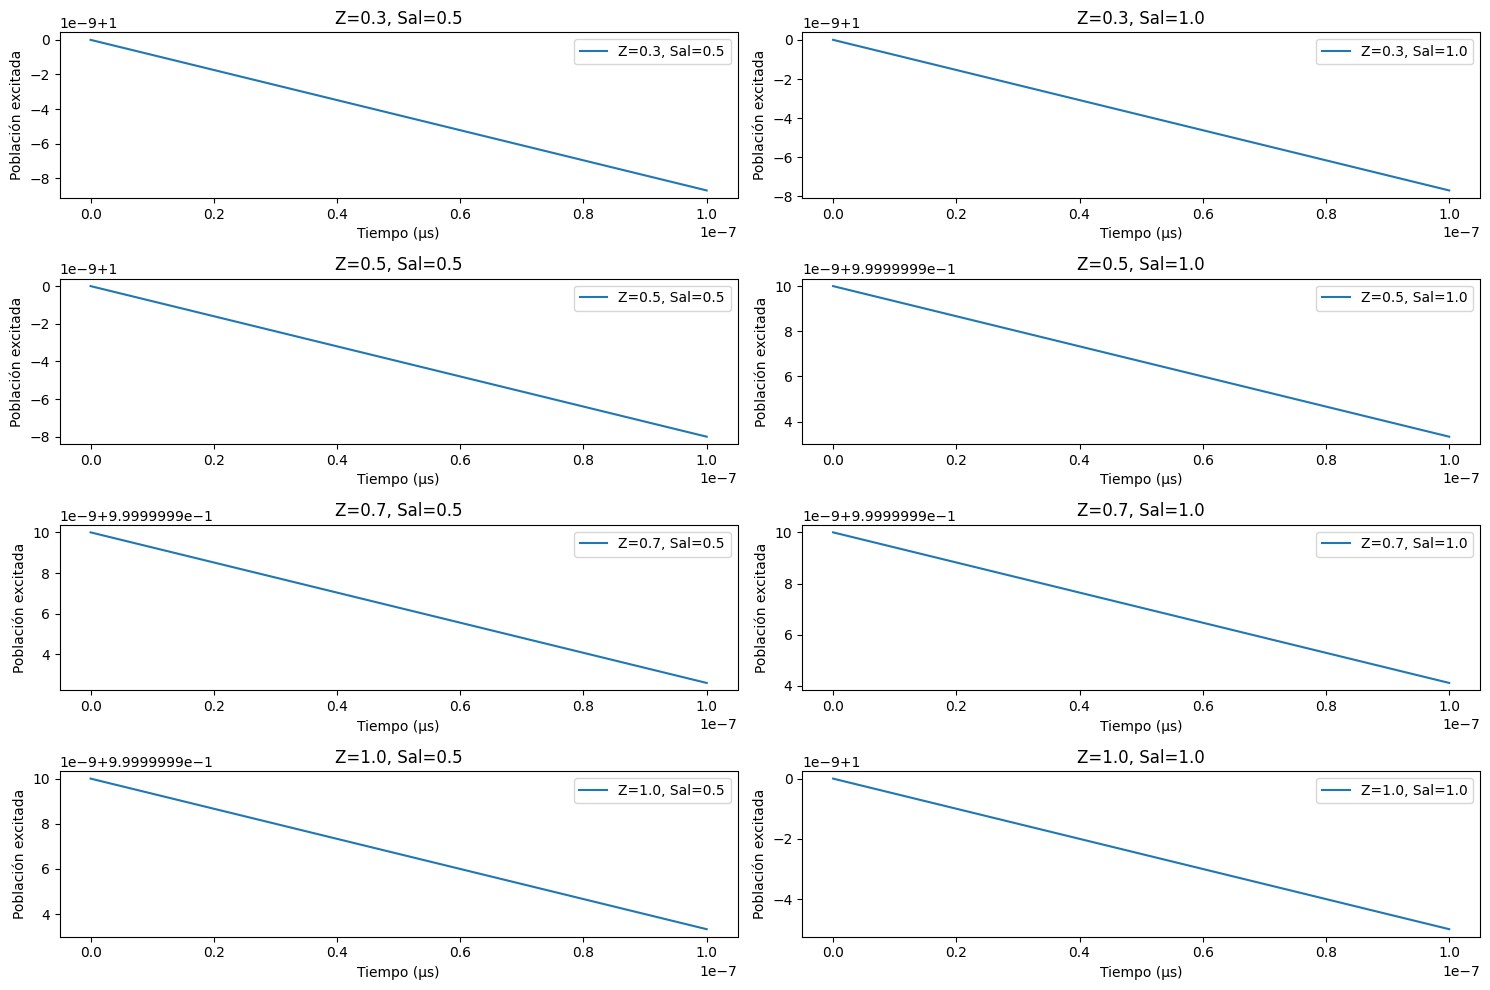 Z=0.3, Sal=0.5
1e−9+1
Población excitada
0
−2
−4
−6
−8
Z=0.3, Sal=0.5
0.0 0.2 0.4 0.6 0.8 1.0
Tiempo (μs)
1e−7
Z=0.3, Sal=1.0
1e−9+1
Población excitada
0
−2
−4
−6
−8
Z=0.3, Sal=1.0
0.0 0.2 0.4 0.6 0.8 1.0
Tiempo (μs)
1e−7
Z=0.5, Sal=0.5
1e−9+1
Población excitada
0
−2
−4
−6
−8
Z=0.5, Sal=0.5
0.0 0.2 0.4 0.6 0.8 1.0
Tiempo (μs)
1e−7
Z=0.5, Sal=1.0
1e−9+9.9999999e−1
Población excitada
10
8
6
4
Z=0.5, Sal=1.0
0.0 0.2 0.4 0.6 0.8 1.0
Tiempo (μs)
1e−7
Z=0.7, Sal=0.5
1e−9+9.9999999e−1
Población excitada
10
8
6
4
Z=0.7, Sal=0.5
0.0 0.2 0.4 0.6 0.8 1.0
Tiempo (μs)
1e−7
Z=0.7, Sal=1.0
1e−9+9.9999999e−1
Población excitada
10
8
6
4
Z=0.7, Sal=1.0
0.0 0.2 0.4 0.6 0.8 1.0
Tiempo (μs)
1e−7
Z=1.0, Sal=0.5
1e−9+9.9999999e−1
Población excitada
10
8
6
4
Z=1.0, Sal=0.5
0.0 0.2 0.4 0.6 0.8 1.0
Tiempo (μs)
1e−7
Z=1.0, Sal=1.0
1e−9+1
Población excitada
0
−2
−4
Z=1.0, Sal=1.0
0.0 0.2 0.4 0.6 0.8 1.0
Tiempo (μs)
1e−7